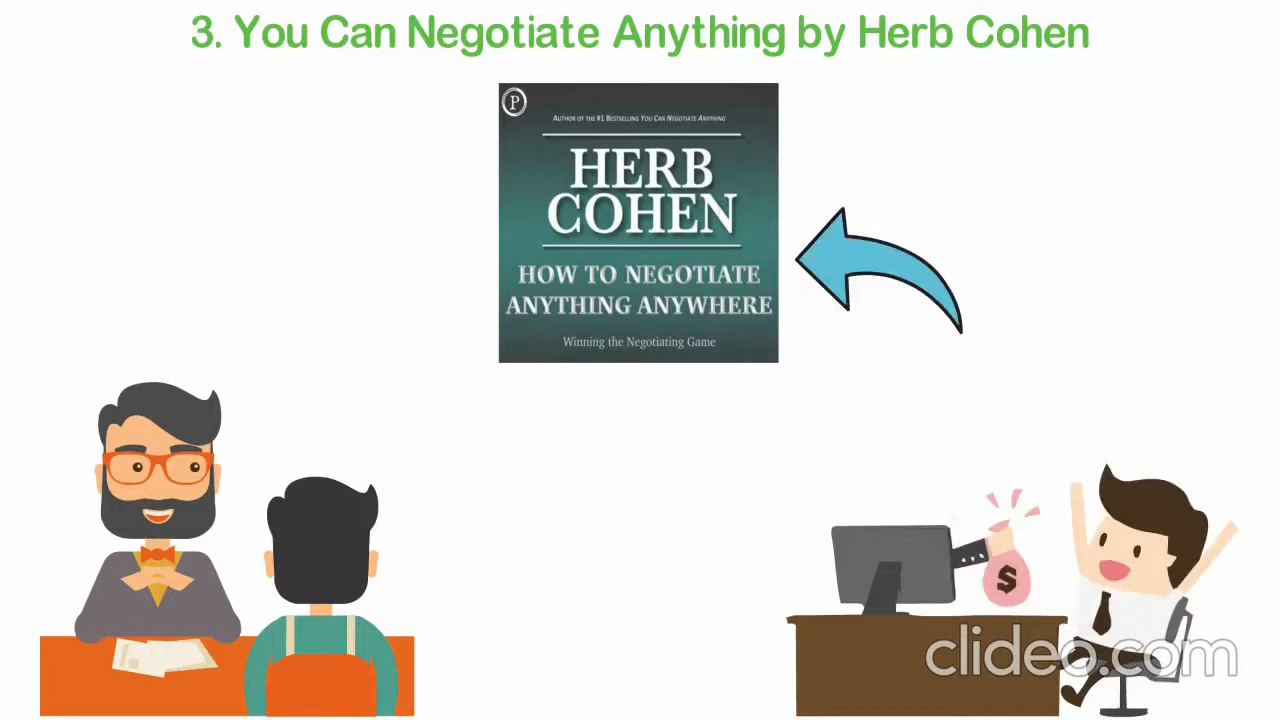 3. You Can Negotiate Anything by Herb Cohen
P
AUTHOR OF THE #1 BESTSELLING YOU CAN NEGOTIATE ANYTHING
HERB
COHEN
HOW TO NEGOTIATE
ANYTHING ANYWHERE
Winning the Negotiating Game
$
clideo.com